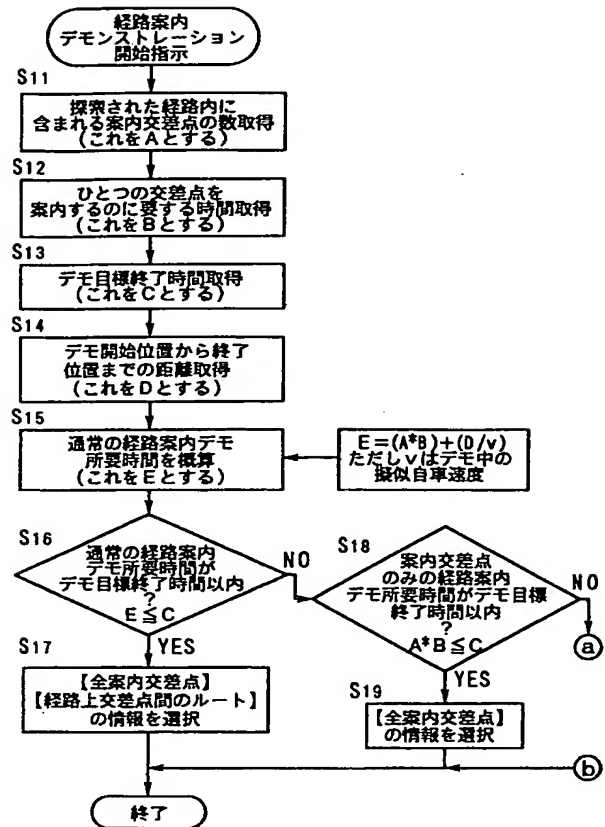 経路案内
デモンストレーション
開始指示
S11
探索された経路内に
含まれる案内交差点の数取得
(これをAとする)
S12
ひとつの交差点を
案内するのに要する時間取得
(これをBとする)
S13
デモ目標終了時間取得
(これをCとする)
S14
デモ開始位置から終了
位置までの距離取得
(これをDとする)
S15
通常の経路案内デモ
所要時間を概算
(これをEとする)
E=(A*B)+(D/v)
ただしvはデモ中の
擬似自車速度
S16
通常の経路案内
デモ所要時間が
デモ目標終了時間以内
?
E≦C
NO
YES
S18
案内交差点
のみの経路案内
デモ所要時間がデモ目標
終了時間以内
?
A*B≦C
NO
a
YES
S17
【全案内交差点】
【経路上交差点間のルート】
の情報を選択
S19
【全案内交差点】
の情報を選択
b
終了